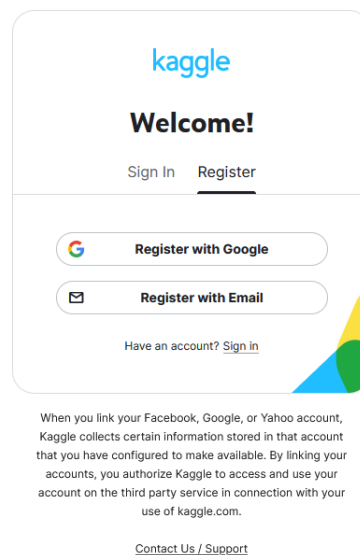 kaggle
Welcome!
Sign In Register
Register with Google
Register with Email
Have an account? Sign in
When you link your Facebook, Google, or Yahoo account,
Kaggle collects certain information stored in that account
that you have configured to make available. By linking your
accounts, you authorize Kaggle to access and use your
account on the third party service in connection with your
use of kaggle.com.
Contact Us / Support